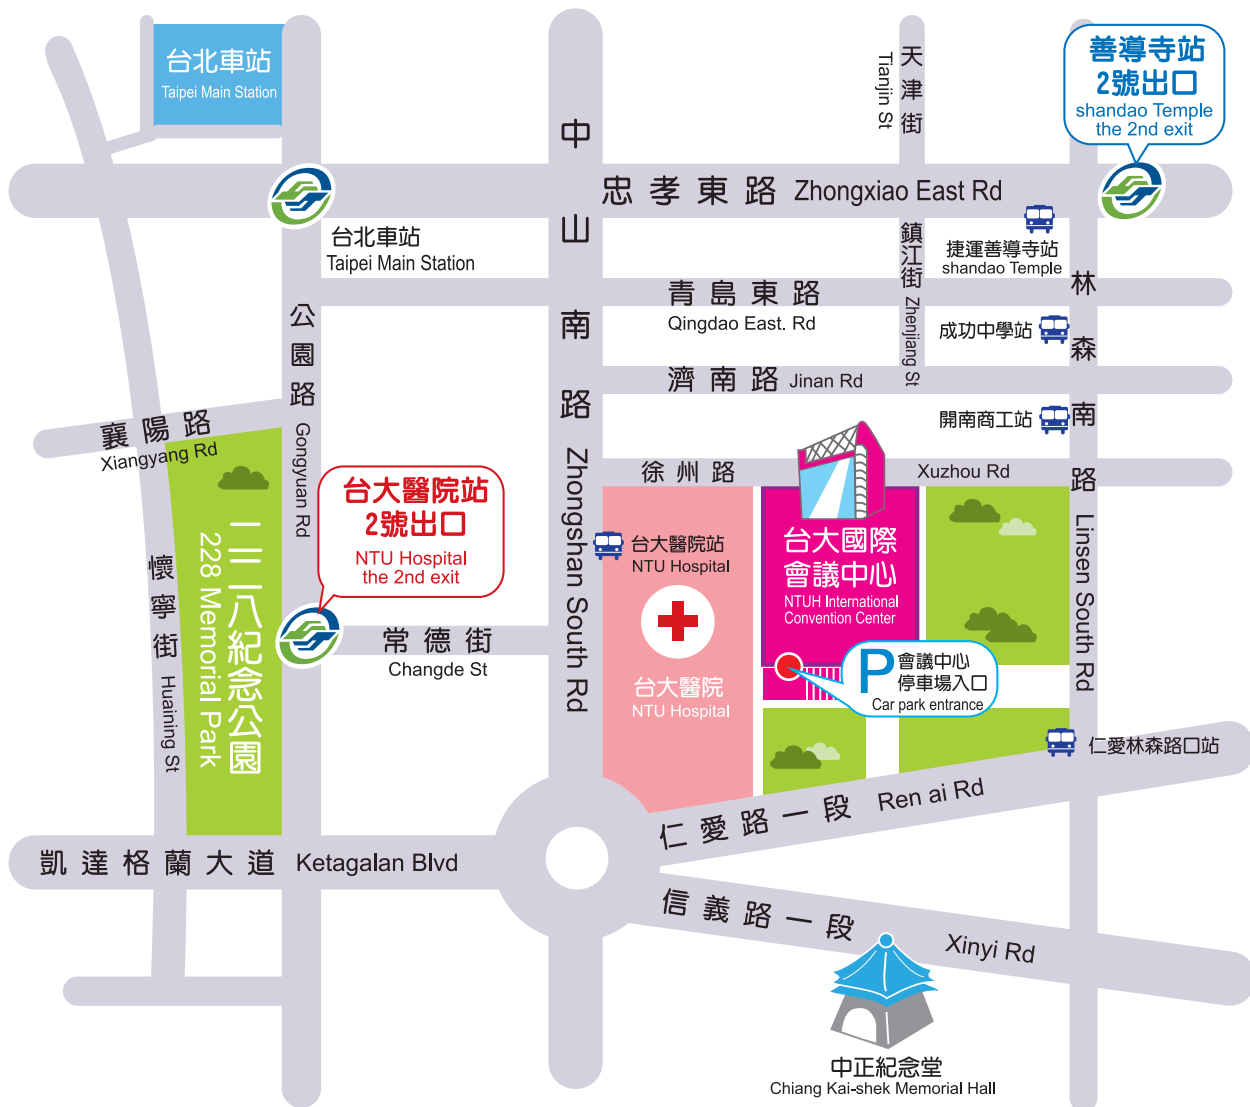 台北車站
Taipei Main Station
天津街
Tianjin St
善導寺站
2號出口
shandao Temple
the 2nd exit
中山南路
Zhongshan South Rd
忠孝東路 Zhongxiao East Rd
台北車站
Taipei Main Station
鎮江街
Zhenjiang St
捷運善導寺站
shandao Temple
林森南路
Linsen South Rd
青島東路
Qingdao East. Rd
成功中學站
公園路
Gongyuan Rd
濟南路 Jinan Rd
開南商工站
襄陽路
Xiangyang Rd
徐州路
Xuzhou Rd
台大醫院站
2號出口
NTU Hospital
the 2nd exit
二二八紀念公園
228 Memorial Park
懷寧街
Huaining St
台大醫院站
NTU Hospital
台大國際
會議中心
NTUH International
Convention Center
常德街
Changde St
台大醫院
NTU Hospital
P 會議中心
停車場入口
Car park entrance
仁愛林森路口站
仁愛路一段 Ren ai Rd
凱達格蘭大道 Ketagalan Blvd
信義路一段 Xinyi Rd
中正紀念堂
Chiang Kai-shek Memorial Hall